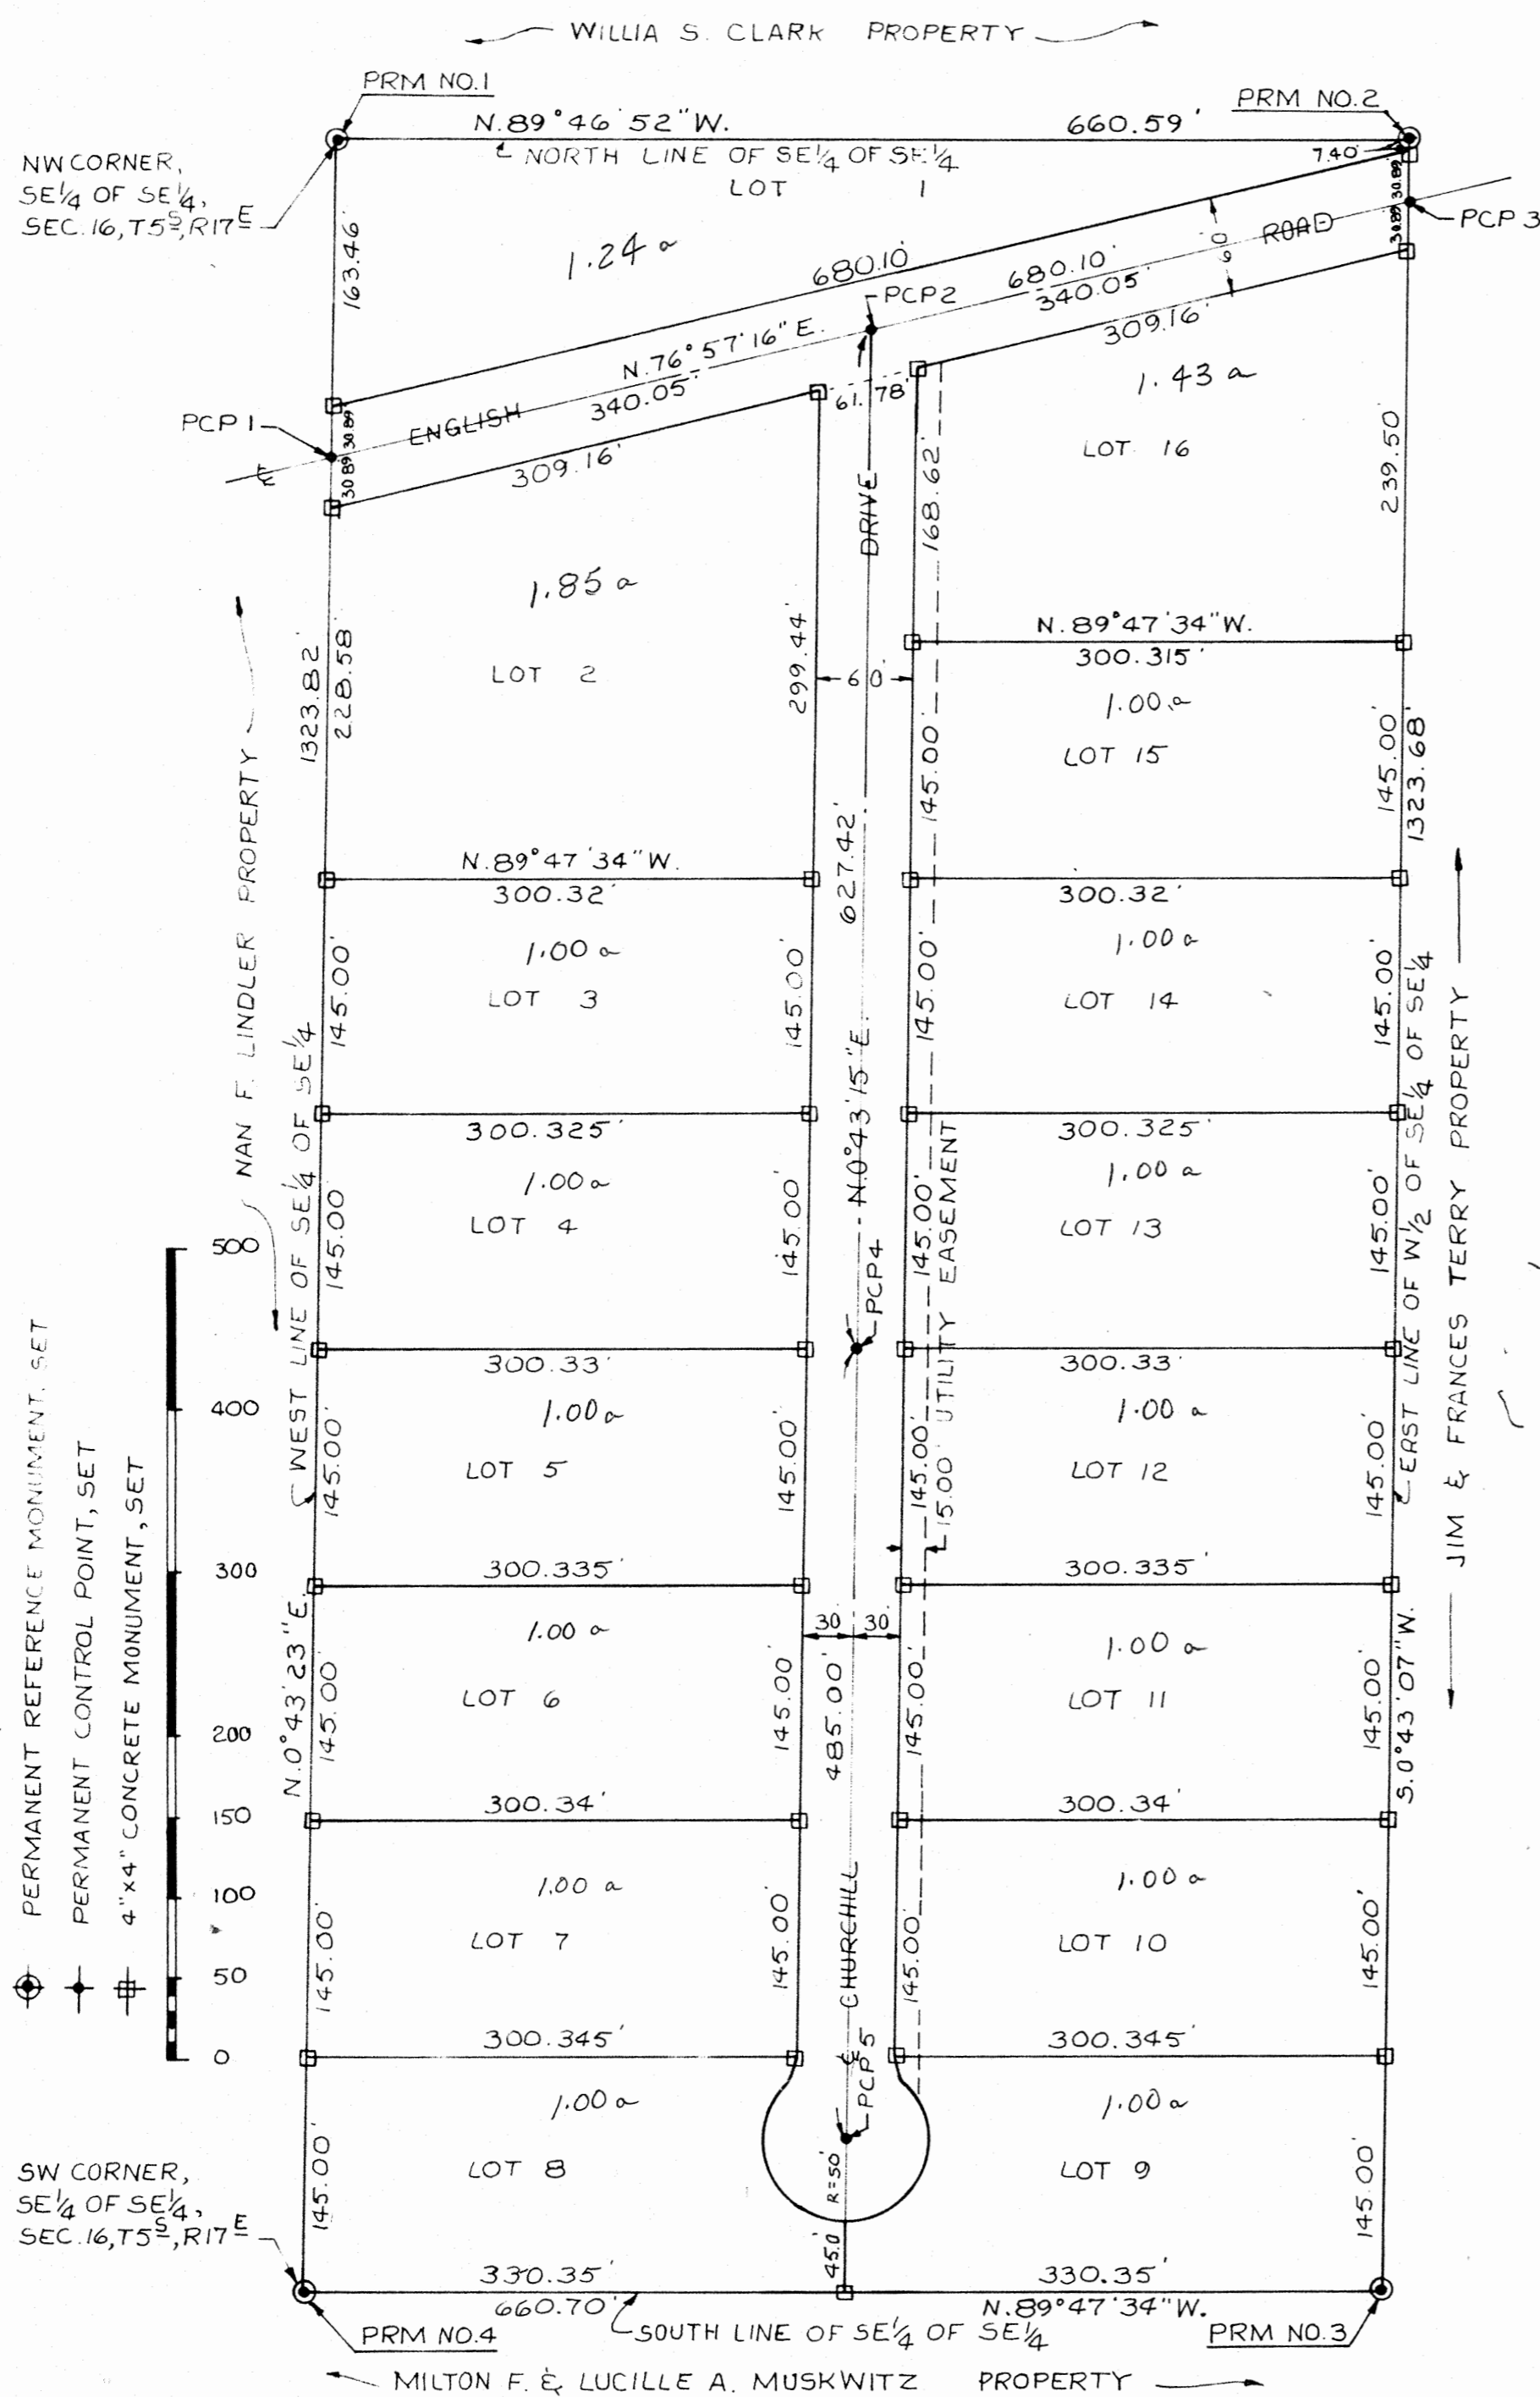 WILLIA S. CLARK PROPERTY
PRM NO.1
PRM NO.2
N.89°46'52"W.
660.59'
NORTH LINE OF SE¼ OF SE¼
7.40'
NW CORNER,
SE¼ OF SE¼,
SEC. 16, T5S, R17E
LOT 1
30.89
30.89
PCP 3
163.46'
1.24 a
680.10'
ROAD
60'
680.10'
340.05'
PCP2
309.16'
N.76°57'16"E.
340.05'
1.43 a
61.78'
PCP 1
30.89
30.89
ENGLISH
309.16'
LOT 16
239.50'
168.62'
DRIVE
1.85 a
299.44'
N.89°47'34"W.
300.315'
1323.82'
228.58'
LOT 2
60'
1.00 a
145.00'
LOT 15
145.00'
1323.68'
NAN F. LINDLER PROPERTY
627.42'
N.89°47'34"W.
300.32'
300.32'
1.00 a
1.00 a
145.00'
LOT 3
145.00'
145.00'
LOT 14
145.00'
WEST LINE OF SE¼ OF SE¼
N.0°43'15"E.
EAST LINE OF W½ OF SE¼ OF SE¼
JIM & FRANCES TERRY PROPERTY
300.325'
300.325'
1.00 a
1.00 a
145.00'
LOT 4
145.00'
145.00'
LOT 13
145.00'
15.00' UTILITY EASEMENT
PCP4
300.33'
300.33'
1.00 a
1.00 a
145.00'
LOT 5
145.00'
145.00'
LOT 12
145.00'
300.335'
300.335'
N.0°43'23"E.
30'
30'
S.0°43'07"W.
1.00 a
1.00 a
145.00'
LOT 6
145.00'
485.00'
145.00'
LOT 11
145.00'
300.34'
300.34'
1.00 a
1.00 a
145.00'
LOT 7
145.00'
CHURCHILL
145.00'
LOT 10
145.00'
300.345'
300.345'
PCP 5
1.00 a
1.00 a
145.00'
LOT 8
R=50'
LOT 9
145.00'
SW CORNER,
SE¼ OF SE¼,
SEC. 16, T5S, R17E
45.0'
330.35'
330.35'
660.70'
N.89°47'34"W.
PRM NO.4
SOUTH LINE OF SE¼ OF SE¼
PRM NO.3
MILTON F. & LUCILLE A. MUSKWITZ PROPERTY
500
400
300
200
150
100
50
0
PERMANENT REFERENCE MONUMENT, SET
PERMANENT CONTROL POINT, SET
4"x4" CONCRETE MONUMENT, SET